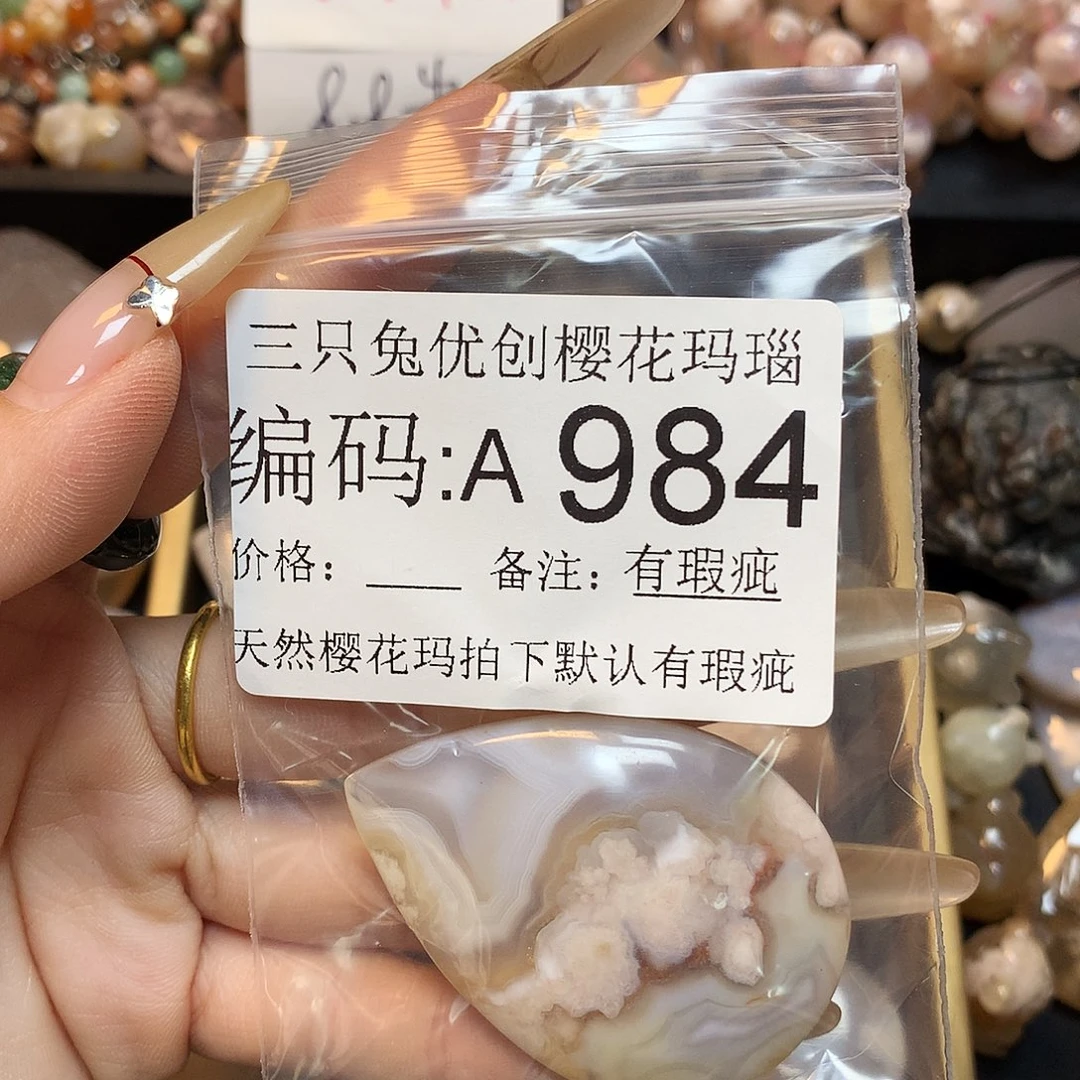 三只兔优创樱花玛瑙
编码:A 984
价格：____ 备注：有瑕疵
天然樱花玛拍下默认有瑕疵